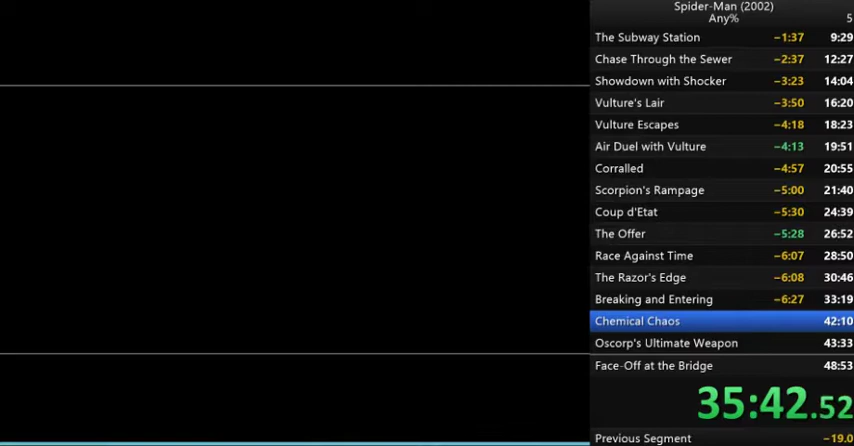 Spider-Man (2002)
Any% 5
The Subway Station −1:37 9:29
Chase Through the Sewer −2:37 12:27
Showdown with Shocker −3:23 14:04
Vulture's Lair −3:50 16:20
Vulture Escapes −4:18 18:23
Air Duel with Vulture −4:13 19:51
Corralled −4:57 20:55
Scorpion's Rampage −5:00 21:40
Coup d'Etat −5:30 24:39
The Offer −5:28 26:52
Race Against Time −6:07 28:50
The Razor's Edge −6:08 30:46
Breaking and Entering −6:27 33:19
Chemical Chaos 42:10
Oscorp's Ultimate Weapon 43:33
Face-Off at the Bridge 48:53
35:42.52
Previous Segment −19.0